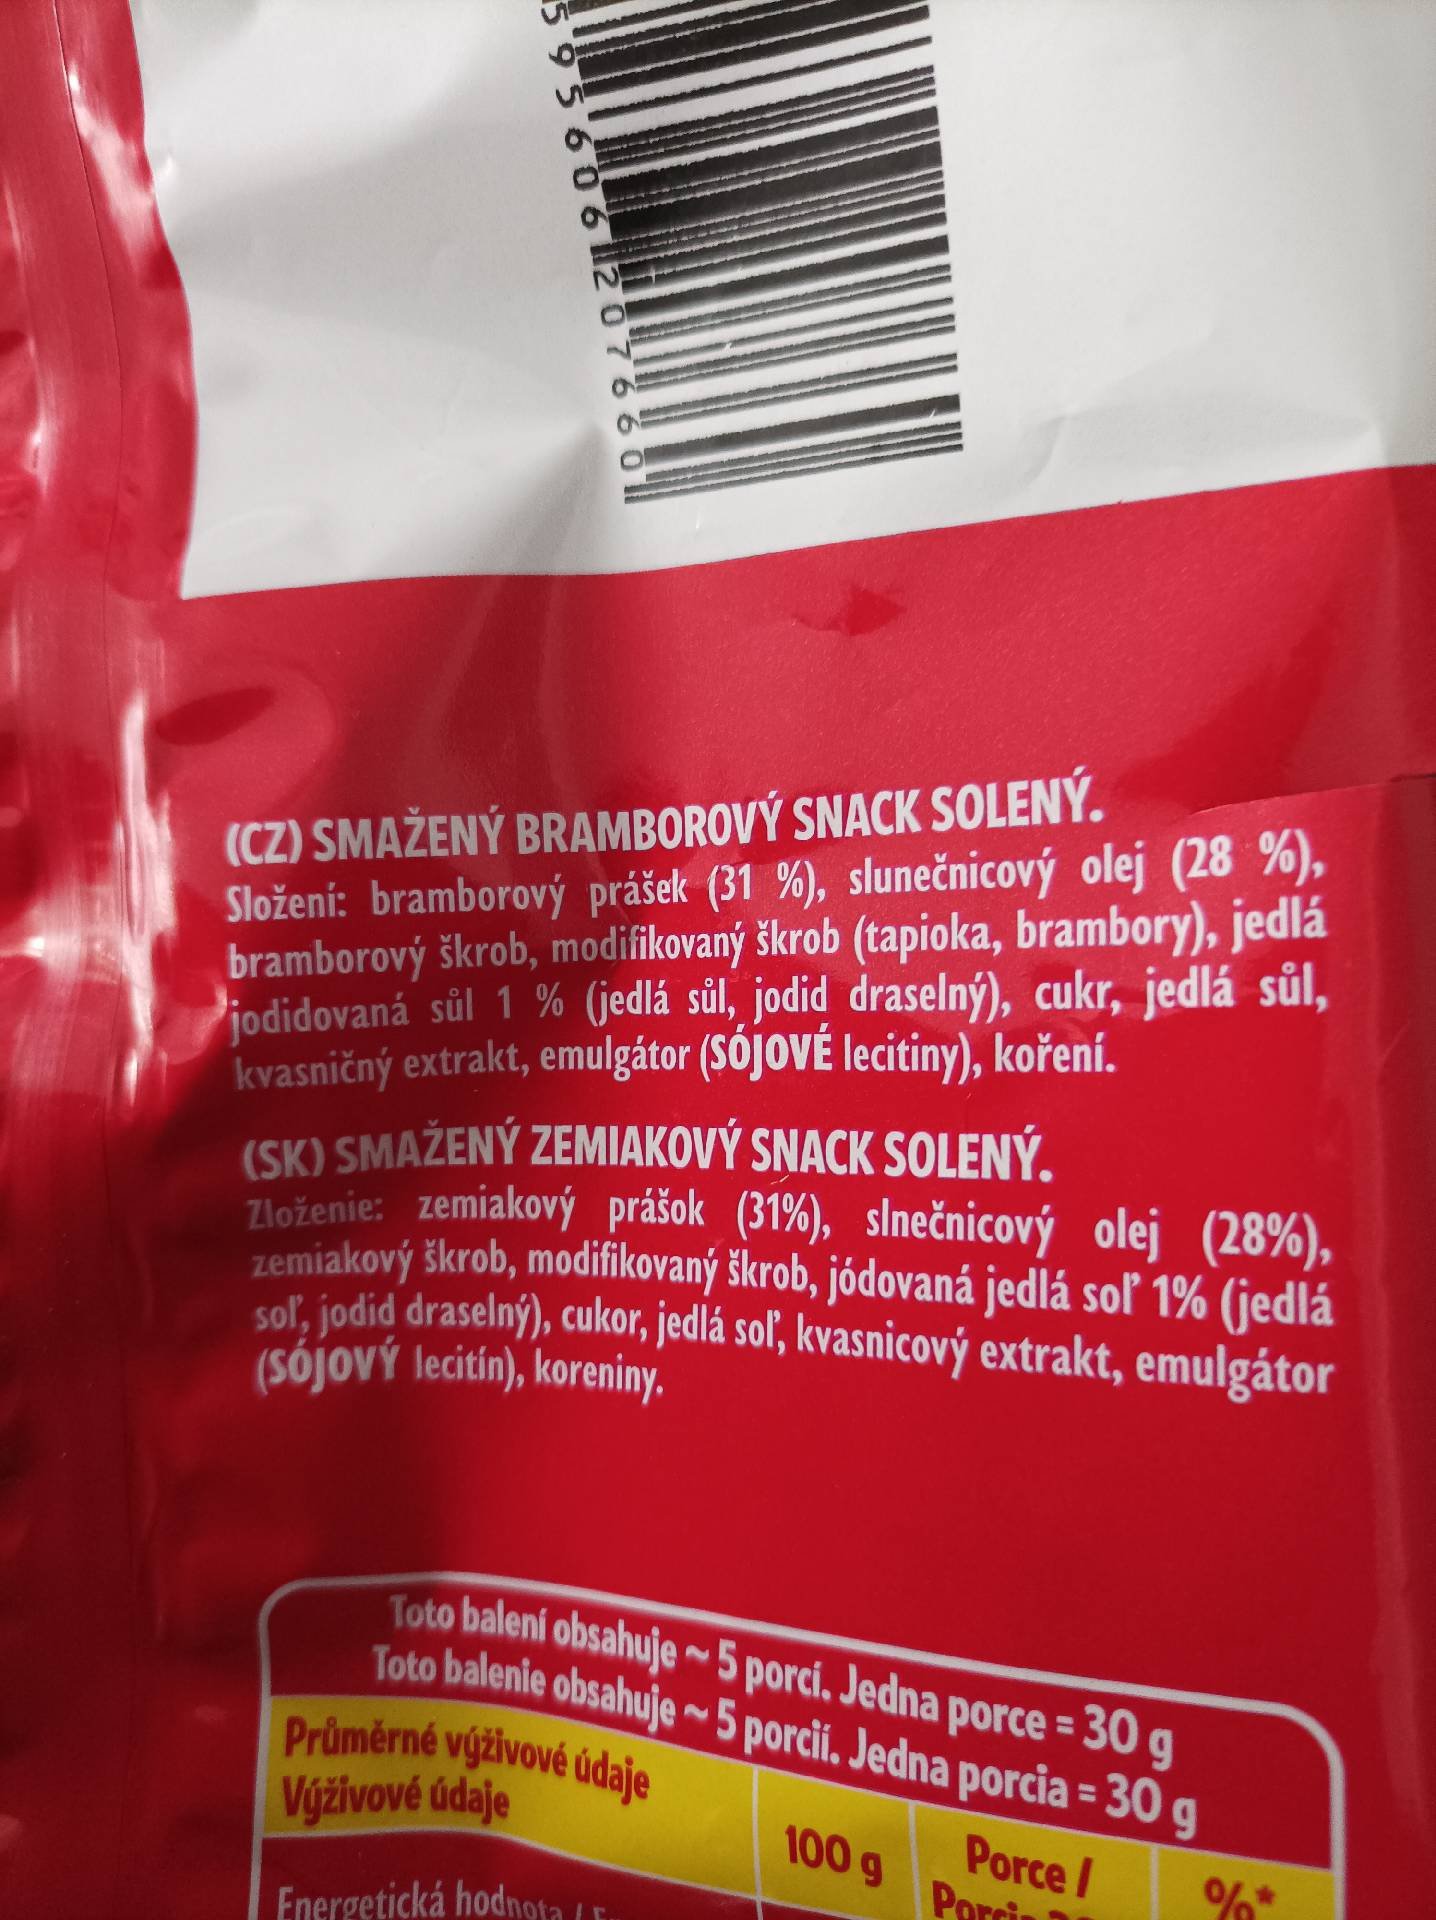 5 956061 207660
(CZ) SMAŽENÝ BRAMBOROVÝ SNACK SOLENÝ.
Složení: bramborový prášek (31 %), slunečnicový olej (28 %),
bramborový škrob, modifikovaný škrob (tapioka, brambory), jedlá
jodidovaná sůl 1 % (jedlá sůl, jodid draselný), cukr, jedlá sůl,
kvasničný extrakt, emulgátor (SÓJOVÉ lecitiny), koření.
(SK) SMAŽENÝ ZEMIAKOVÝ SNACK SOLENÝ.
Zloženie: zemiakový prášok (31%), slnečnicový olej (28%),
zemiakový škrob, modifikovaný škrob, jódovaná jedlá soľ 1% (jedlá
soľ, jodid draselný), cukor, jedlá soľ, kvasnicový extrakt, emulgátor
(SÓJOVÝ lecitín), koreniny.
Toto balení obsahuje ~ 5 porcí. Jedna porce = 30 g
Toto balenie obsahuje ~ 5 porcií. Jedna porcia = 30 g
Průměrné výživové údaje
Výživové údaje
100 g
Porce /
%*
Energetická hodnota /